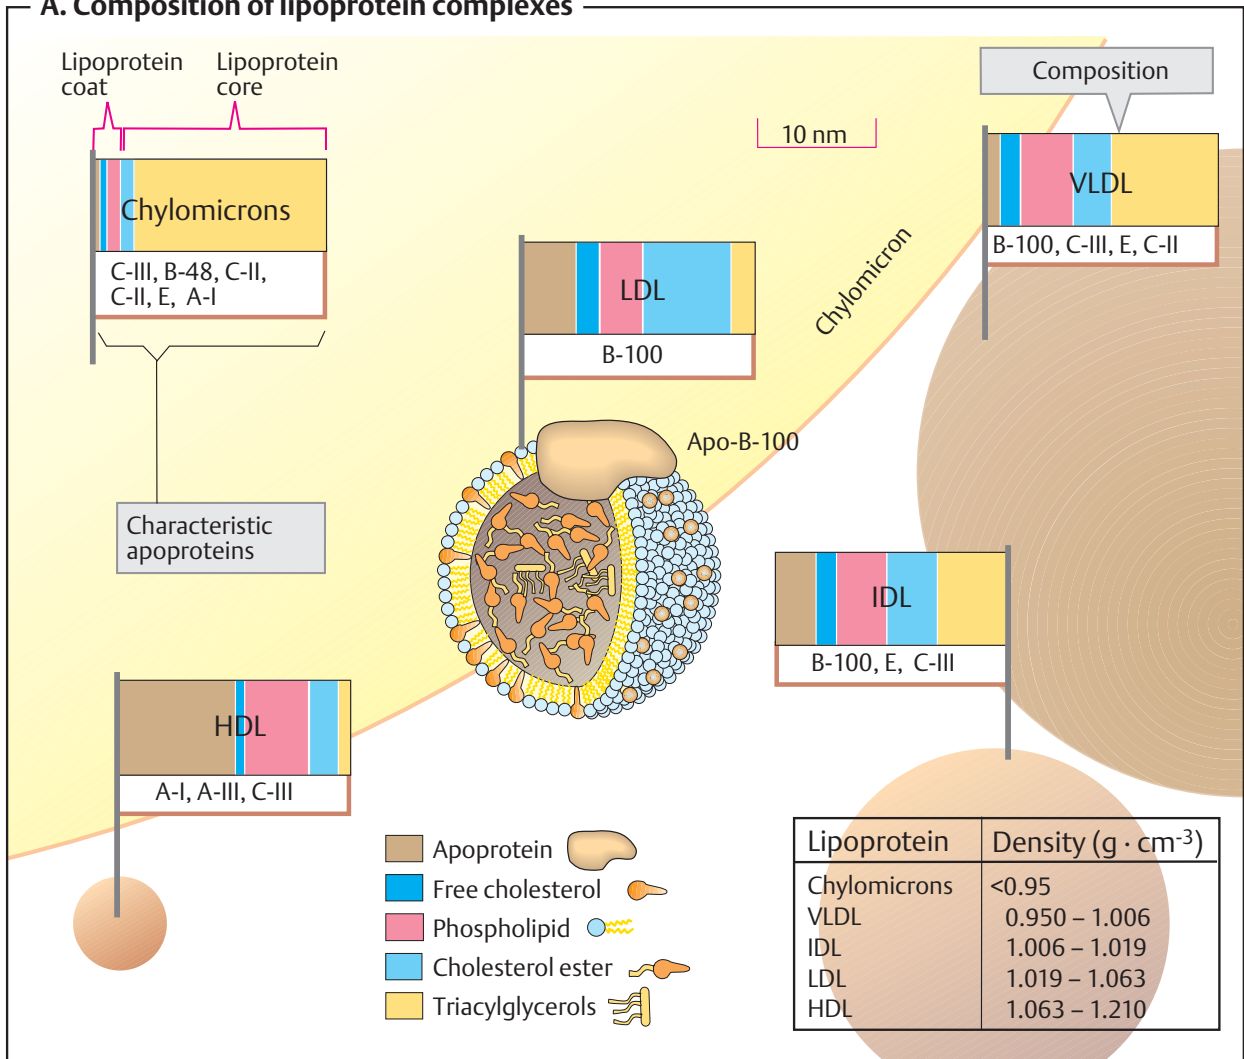 A. Composition of lipoprotein complexes
Lipoprotein
coat
Lipoprotein
core
Composition
10 nm
Chylomicrons
C-III, B-48, C-II,
C-II, E, A-I
VLDL
B-100, C-III, E, C-II
Chylomicron
LDL
B-100
Apo-B-100
Characteristic
apoproteins
IDL
B-100, E, C-III
HDL
A-I, A-III, C-III
Apoprotein
Free cholesterol
Phospholipid
Cholesterol ester
Triacylglycerols
Lipoprotein Density (g · cm-3)
Chylomicrons <0.95
VLDL 0.950 – 1.006
IDL 1.006 – 1.019
LDL 1.019 – 1.063
HDL 1.063 – 1.210